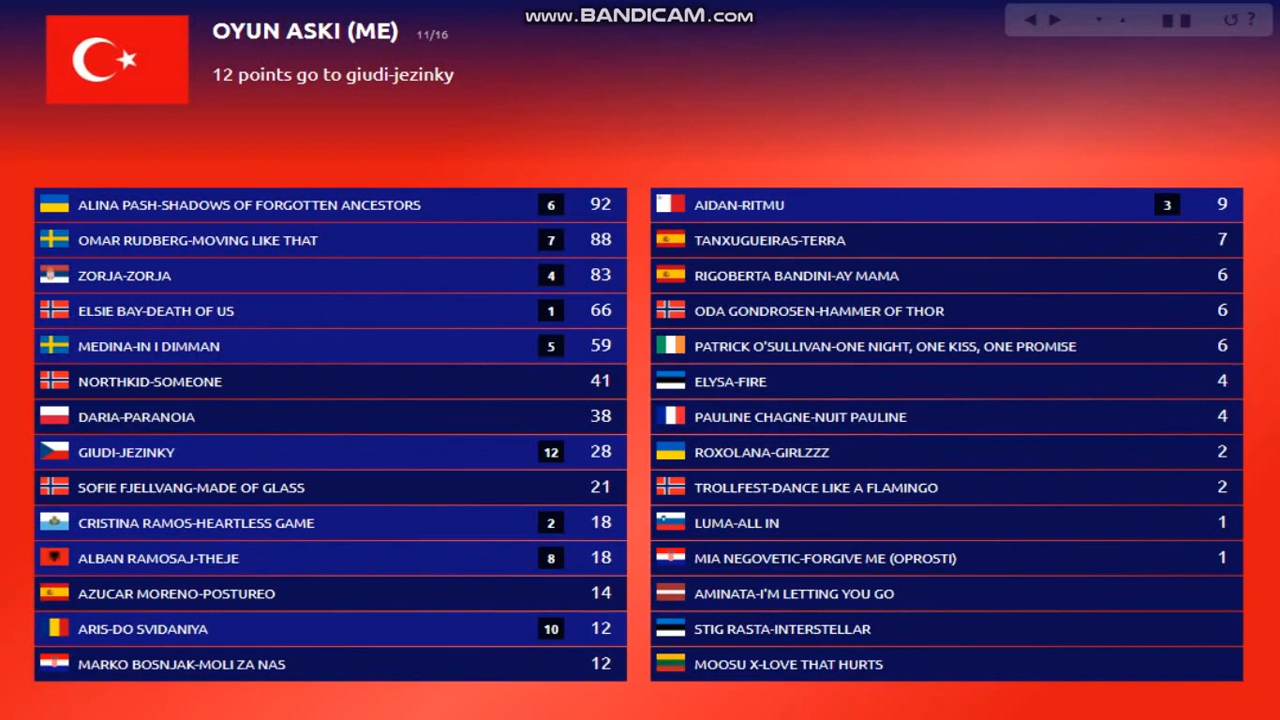 www.BANDICAM.com
OYUN ASKI (ME) 11/16
12 points go to giudi-jezinky
ALINA PASH-SHADOWS OF FORGOTTEN ANCESTORS 6 92
OMAR RUDBERG-MOVING LIKE THAT 7 88
ZORJA-ZORJA 4 83
ELSIE BAY-DEATH OF US 1 66
MEDINA-IN I DIMMAN 5 59
NORTHKID-SOMEONE 41
DARIA-PARANOIA 38
GIUDI-JEZINKY 12 28
SOFIE FJELLVANG-MADE OF GLASS 21
CRISTINA RAMOS-HEARTLESS GAME 2 18
ALBAN RAMOSAJ-THEJE 8 18
AZUCAR MORENO-POSTUREO 14
ARIS-DO SVIDANIYA 10 12
MARKO BOSNJAK-MOLI ZA NAS 12
AIDAN-RITMU 3 9
TANXUGUEIRAS-TERRA 7
RIGOBERTA BANDINI-AY MAMA 6
ODA GONDROSEN-HAMMER OF THOR 6
PATRICK O'SULLIVAN-ONE NIGHT, ONE KISS, ONE PROMISE 6
ELYSA-FIRE 4
PAULINE CHAGNE-NUIT PAULINE 4
ROXOLANA-GIRLZZZ 2
TROLLFEST-DANCE LIKE A FLAMINGO 2
LUMA-ALL IN 1
MIA NEGOVETIC-FORGIVE ME (OPROSTI) 1
AMINATA-I'M LETTING YOU GO
STIG RASTA-INTERSTELLAR
MOOSU X-LOVE THAT HURTS